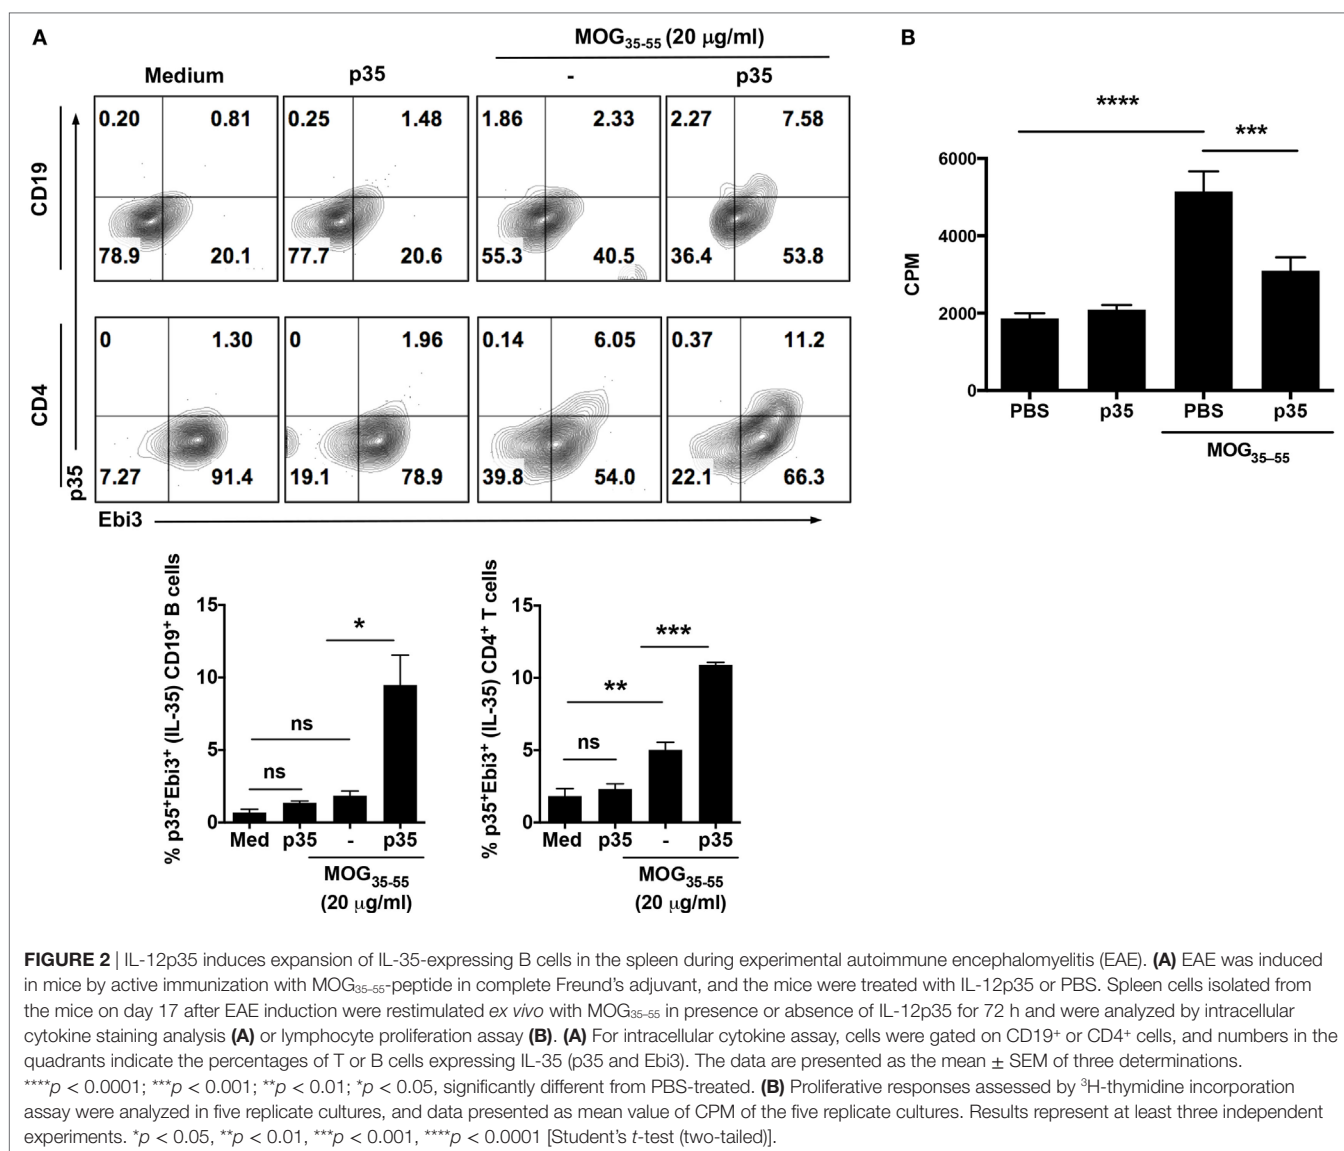 A
B
MOG35-55 (20 μg/ml)
Medium
p35
-
p35
CD19
0.20
0.81
78.9
20.1
0.25
1.48
77.7
20.6
1.86
2.33
55.3
40.5
2.27
7.58
36.4
53.8
CD4
0
1.30
7.27
91.4
0
1.96
19.1
78.9
0.14
6.05
39.8
54.0
0.37
11.2
22.1
66.3
p35
Ebi3
****
***
CPM
6000
4000
2000
0
PBS
p35
PBS
p35
MOG35–55
% p35+Ebi3+ (IL-35) CD19+ B cells
15
10
5
0
ns
ns
*
Med
p35
-
p35
MOG35-55
(20 μg/ml)
% p35+Ebi3+ (IL-35) CD4+ T cells
15
10
5
0
ns
**
***
Med
p35
-
p35
MOG35-55
(20 μg/ml)
FIGURE 2 | IL-12p35 induces expansion of IL-35-expressing B cells in the spleen during experimental autoimmune encephalomyelitis (EAE). (A) EAE was induced
in mice by active immunization with MOG35–55-peptide in complete Freund's adjuvant, and the mice were treated with IL-12p35 or PBS. Spleen cells isolated from
the mice on day 17 after EAE induction were restimulated ex vivo with MOG35–55 in presence or absence of IL-12p35 for 72 h and were analyzed by intracellular
cytokine staining analysis (A) or lymphocyte proliferation assay (B). (A) For intracellular cytokine assay, cells were gated on CD19+ or CD4+ cells, and numbers in the
quadrants indicate the percentages of T or B cells expressing IL-35 (p35 and Ebi3). The data are presented as the mean ± SEM of three determinations.
****p < 0.0001; ***p < 0.001; **p < 0.01; *p < 0.05, significantly different from PBS-treated. (B) Proliferative responses assessed by 3H-thymidine incorporation
assay were analyzed in five replicate cultures, and data presented as mean value of CPM of the five replicate cultures. Results represent at least three independent
experiments. *p < 0.05, **p < 0.01, ***p < 0.001, ****p < 0.0001 [Student's t-test (two-tailed)].